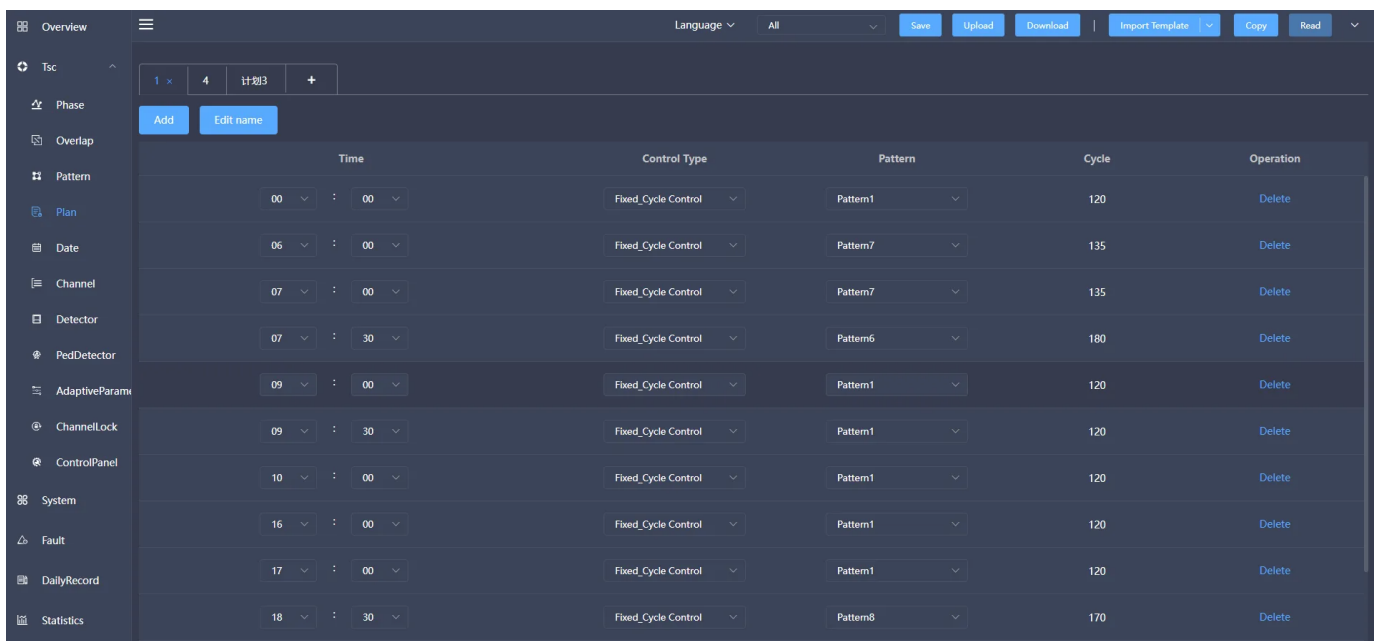 Overview
Language
All
Save
Upload
Download
Import Template
Copy
Read
Tsc
Phase
Overlap
Pattern
Plan
Date
Channel
Detector
PedDetector
AdaptiveParame
ChannelLock
ControlPanel
System
Fault
DailyRecord
Statistics
1 × 4 计划3 +
Add Edit name
Time Control Type Pattern Cycle Operation
00 : 00 Fixed_Cycle Control Pattern1 120 Delete
06 : 00 Fixed_Cycle Control Pattern7 135 Delete
07 : 00 Fixed_Cycle Control Pattern7 135 Delete
07 : 30 Fixed_Cycle Control Pattern6 180 Delete
09 : 00 Fixed_Cycle Control Pattern1 120 Delete
09 : 30 Fixed_Cycle Control Pattern1 120 Delete
10 : 00 Fixed_Cycle Control Pattern1 120 Delete
16 : 00 Fixed_Cycle Control Pattern1 120 Delete
17 : 00 Fixed_Cycle Control Pattern1 120 Delete
18 : 30 Fixed_Cycle Control Pattern8 170 Delete